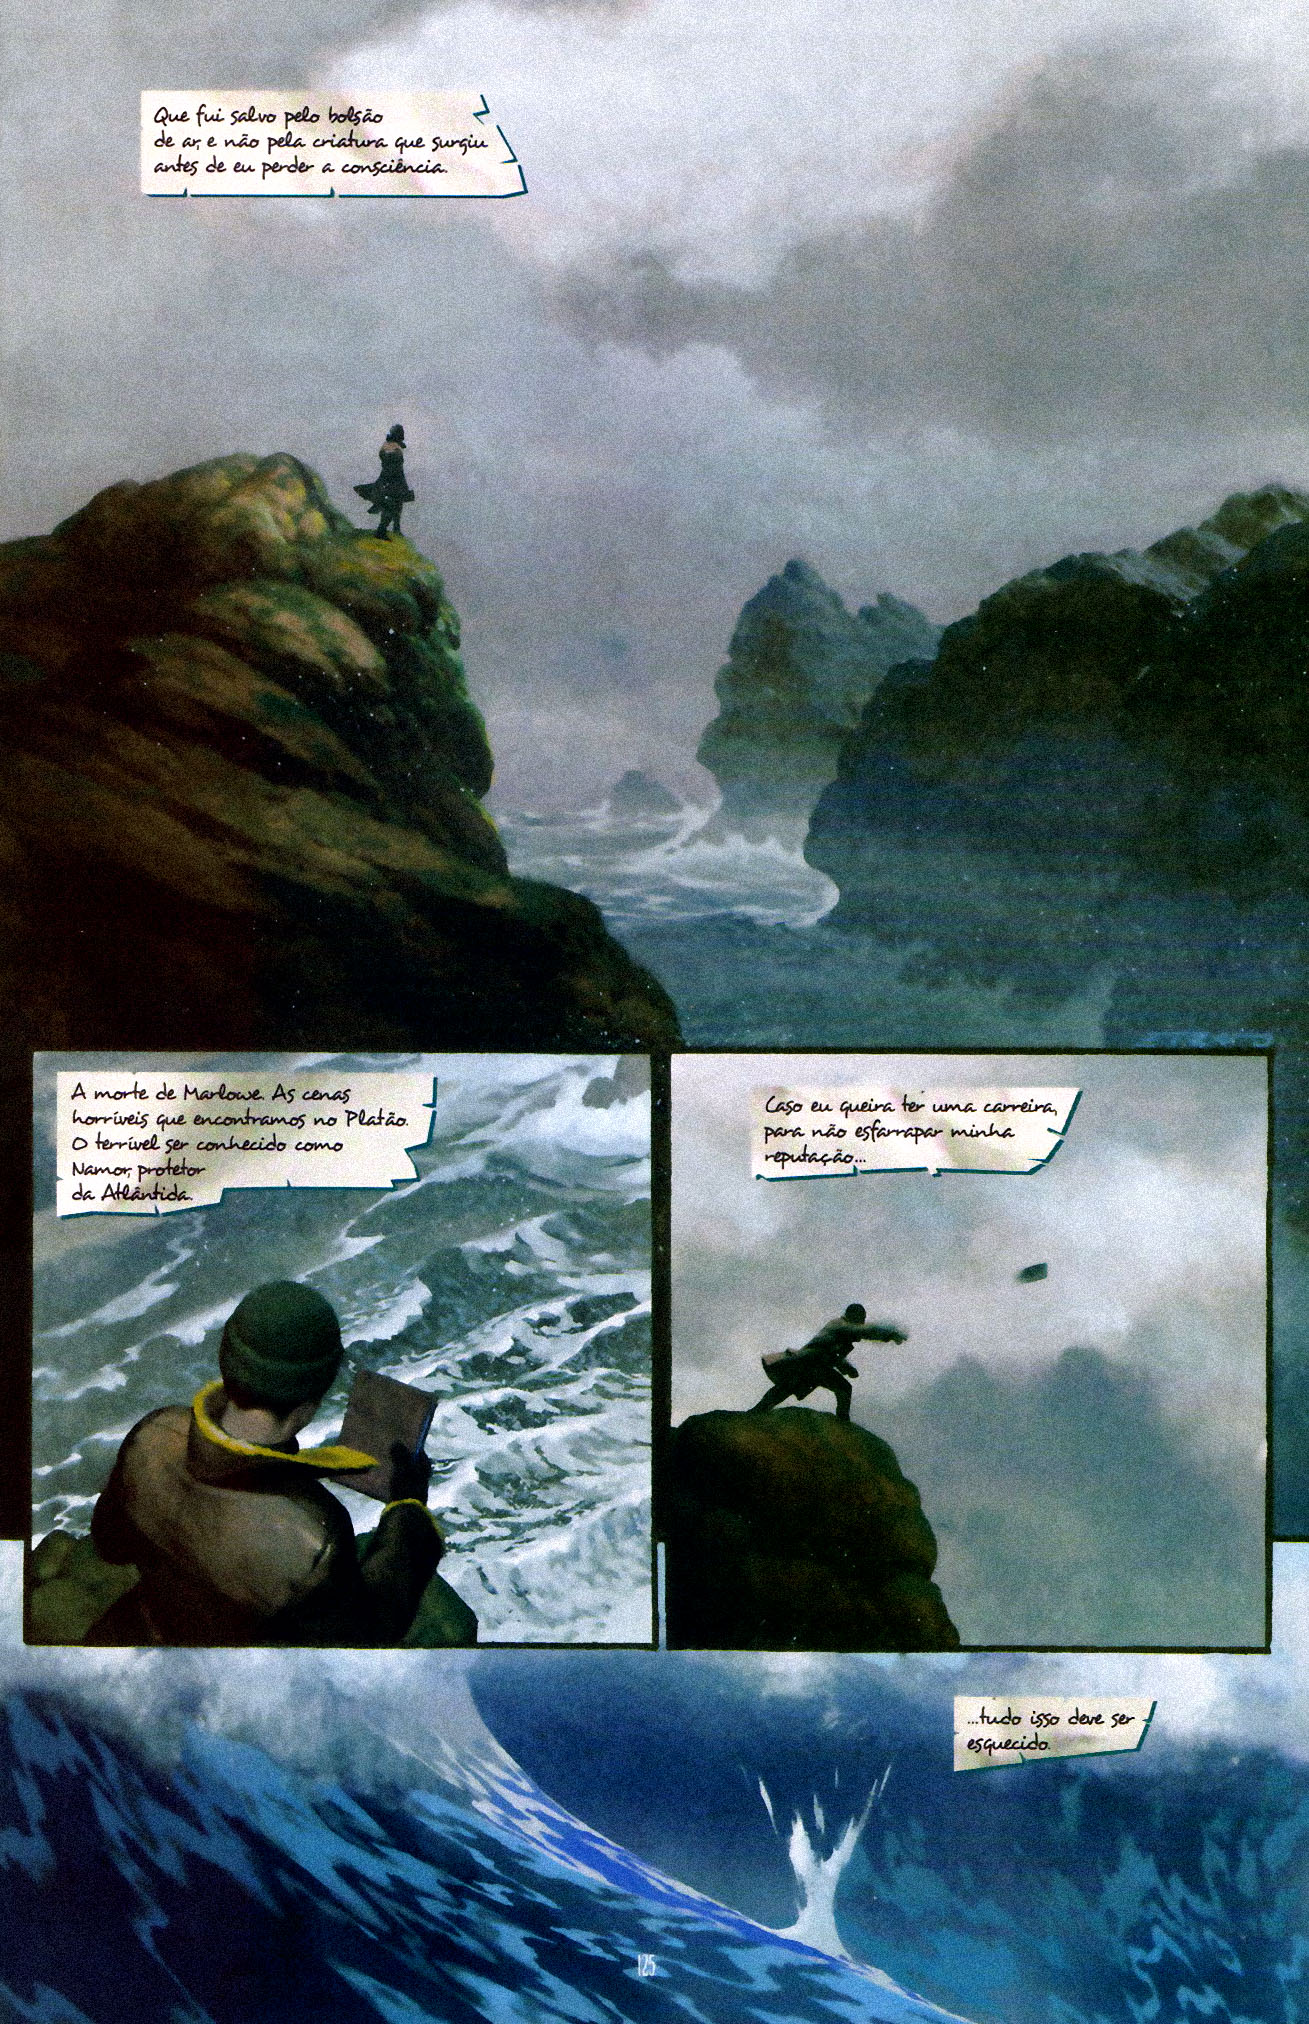 Que fui salvo pelo bolsão
de ar, e não pela criatura que surgiu
antes de eu perder a consciência.
A morte de Marlowe. As cenas
horríveis que encontramos no Platão.
O terrível ser conhecido como
Namor, protetor
da Atlântida.
Caso eu queira ter uma carreira,
para não esfarrapar minha
reputação...
...tudo isso deve ser
esquecido.
125